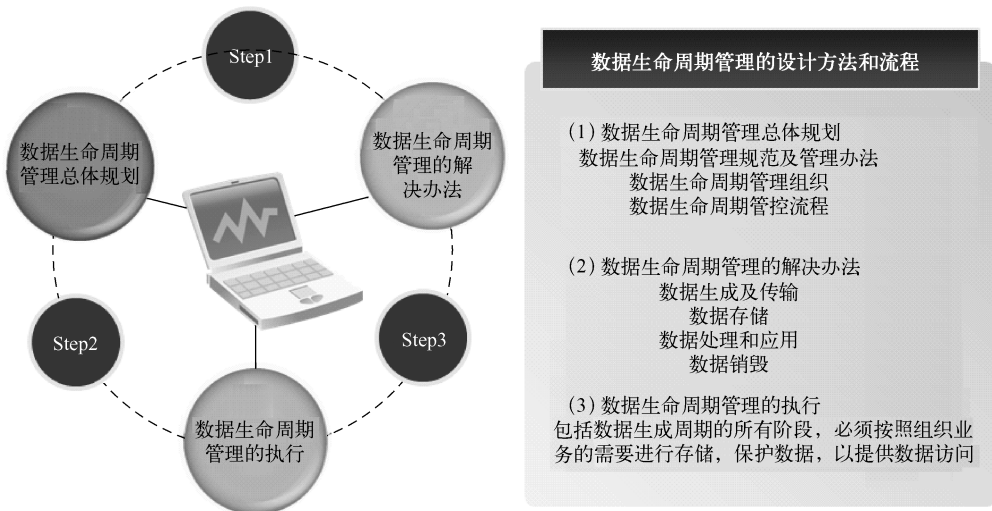 Step1
数据生命周期
管理总体规划
数据生命周期
管理的解
决办法
Step2
Step3
数据生命周期
管理的执行
数据生命周期管理的设计方法和流程
(1)数据生命周期管理总体规划
数据生命周期管理规范及管理办法
数据生命周期管理组织
数据生命周期管控流程
(2)数据生命周期管理的解决办法
数据生成及传输
数据存储
数据处理和应用
数据销毁
(3)数据生命周期管理的执行
包括数据生成周期的所有阶段，必须按照组织业
务的需要进行存储，保护数据，以提供数据访问